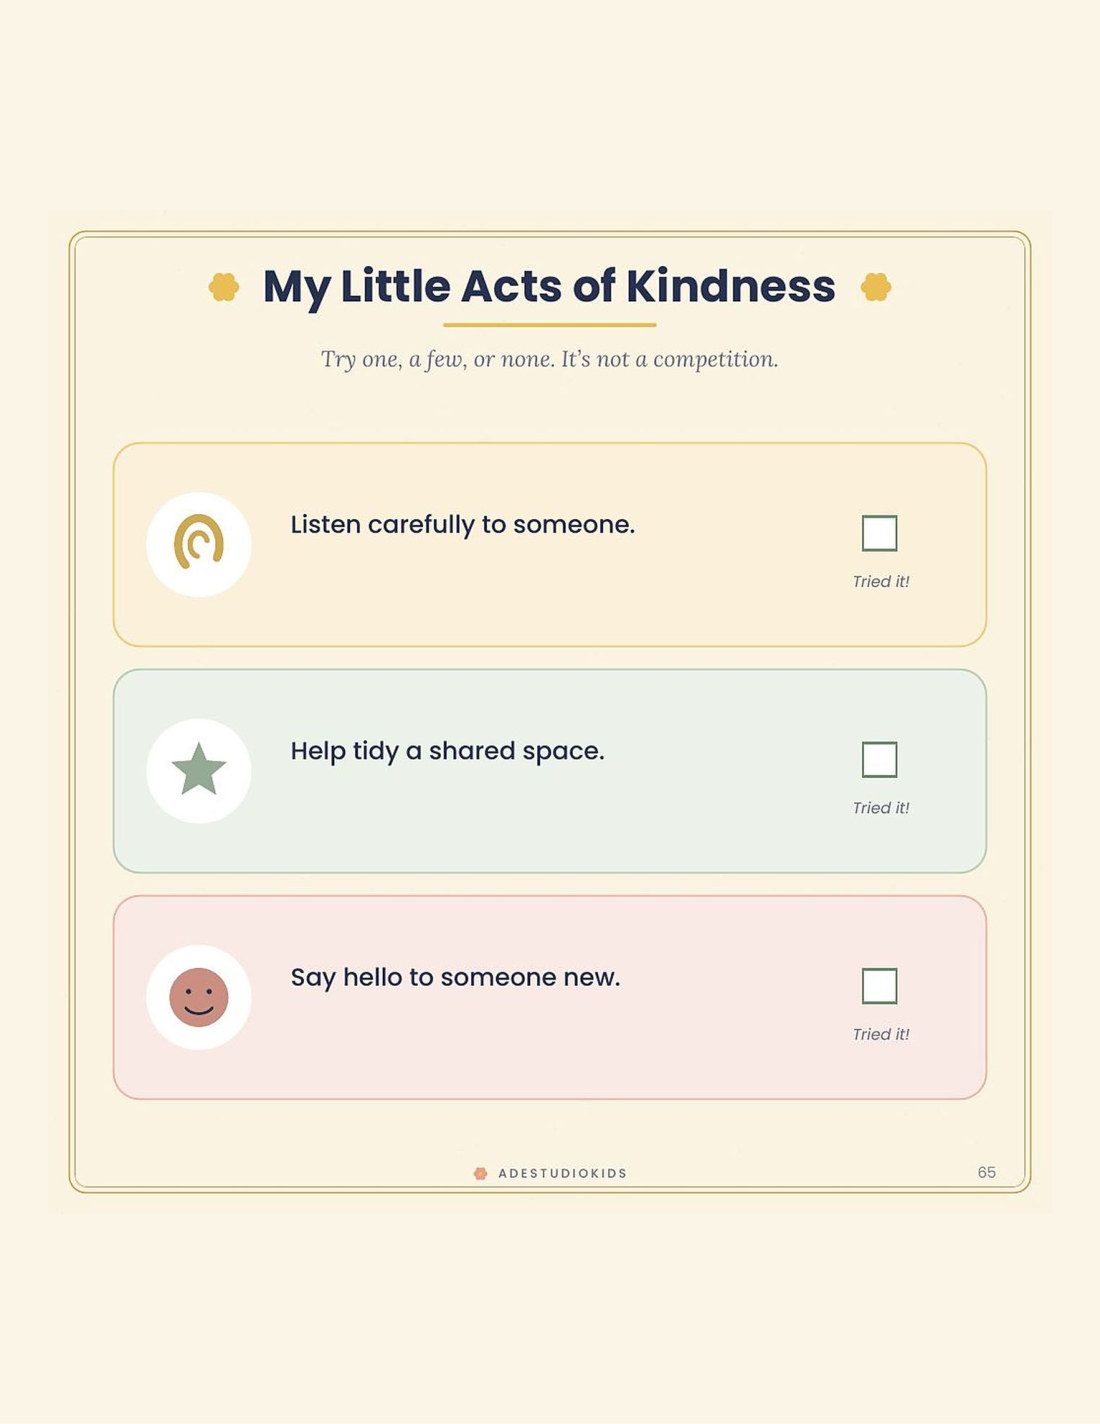 My Little Acts of Kindness
Try one, a few, or none. It’s not a competition.
Listen carefully to someone.
Tried it!
Help tidy a shared space.
Tried it!
Say hello to someone new.
Tried it!
ADESTUDIOKIDS
65